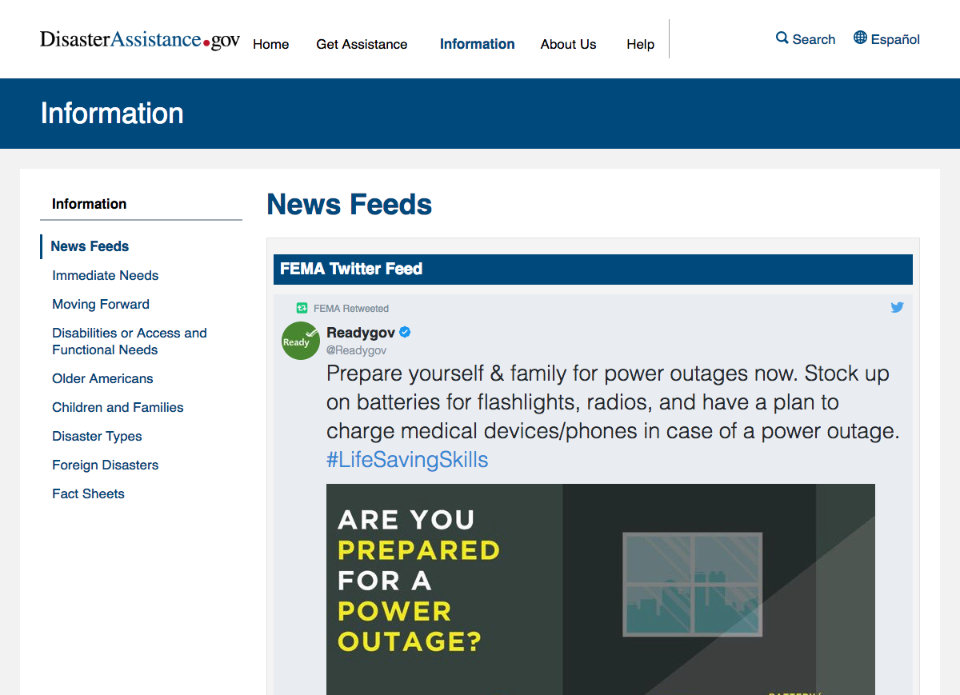 DisasterAssistance.gov
Home Get Assistance Information About Us Help
Search Español
Information
Information
News Feeds
Immediate Needs
Moving Forward
Disabilities or Access and
Functional Needs
Older Americans
Children and Families
Disaster Types
Foreign Disasters
Fact Sheets
News Feeds
FEMA Twitter Feed
FEMA Retweeted
Ready
Readygov
@Readygov
Prepare yourself & family for power outages now. Stock up
on batteries for flashlights, radios, and have a plan to
charge medical devices/phones in case of a power outage.
#LifeSavingSkills
ARE YOU
PREPARED
FOR A
POWER
OUTAGE?